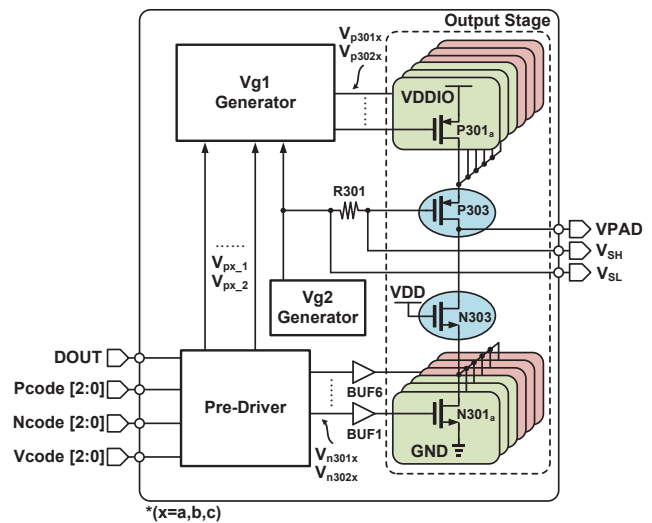 Output Stage
Vp301x
Vp302x
Vg1
Generator
VDDIO
P301a
R301
P303
VPAD
VSH
VSL
Vpx_1
Vpx_2
Vg2
Generator
VDD
N303
DOUT
Pcode [2:0]
Ncode [2:0]
Vcode [2:0]
Pre-Driver
BUF6
BUF1
N301a
Vn301x
Vn302x
GND
*(x=a,b,c)